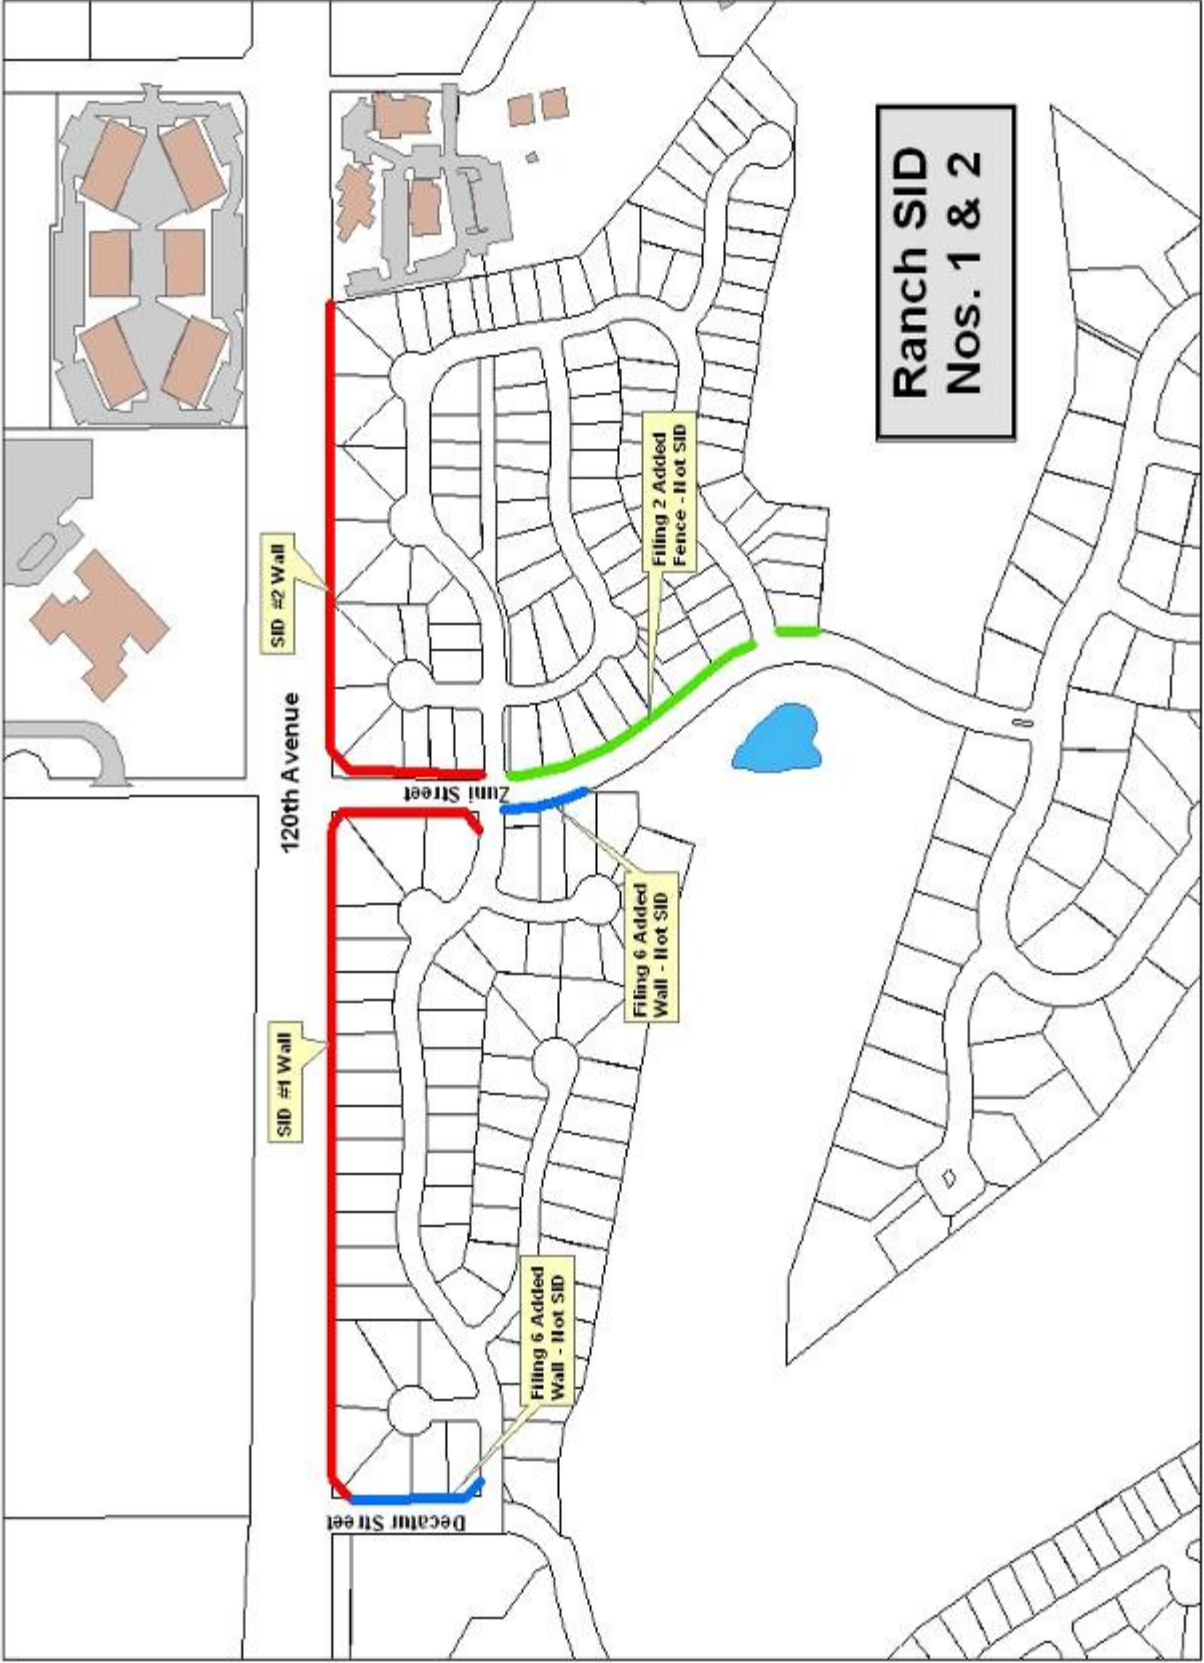 Ranch SID
Nos. 1 & 2
SID #2 Wall
120th Avenue
SID #1 Wall
Zuni Street
Filing 2 Added
Fence - Not SID
Filing 6 Added
Wall - Not SID
Filing 6 Added
Wall - Not SID
Decatur Street